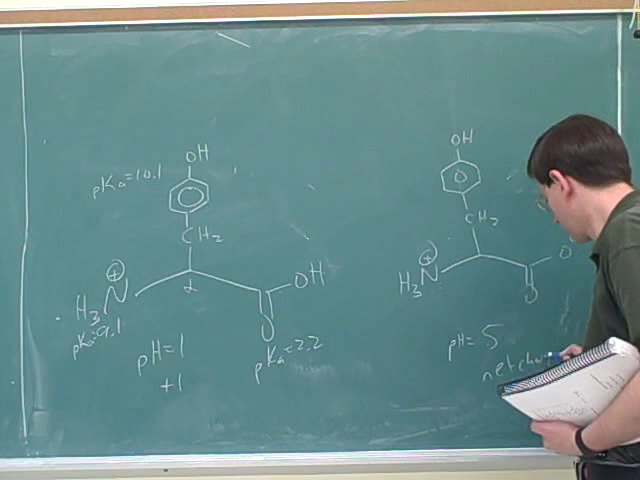 OH
pKa=10.1
CH2
⊕
H3N
α
OH
O
pKa=9.1
pH=1
+1
pKa=2.2
OH
CH2
⊕
H3N
O
O
pH=5
net